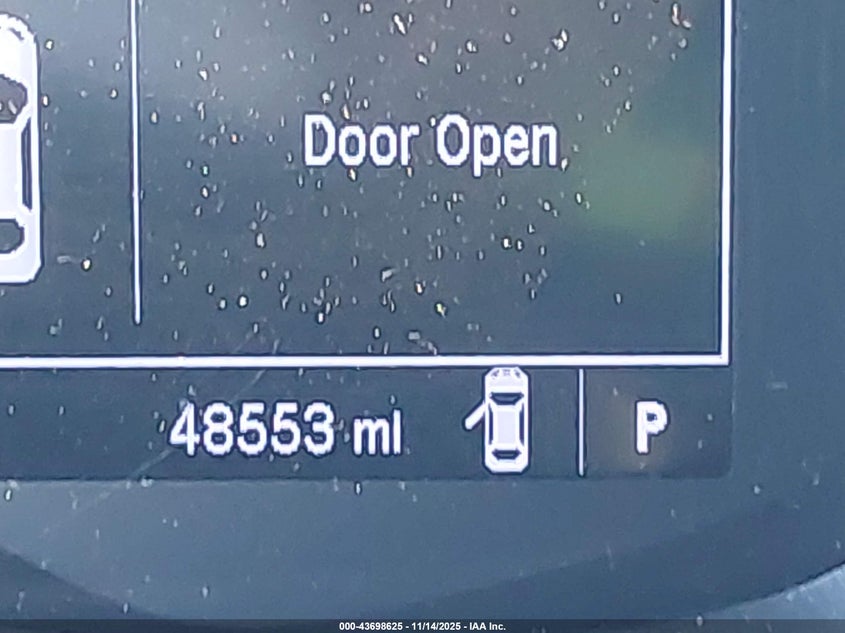 Door Open
48553 mi
P
000-43698625 - 11/14/2025 - IAA Inc.